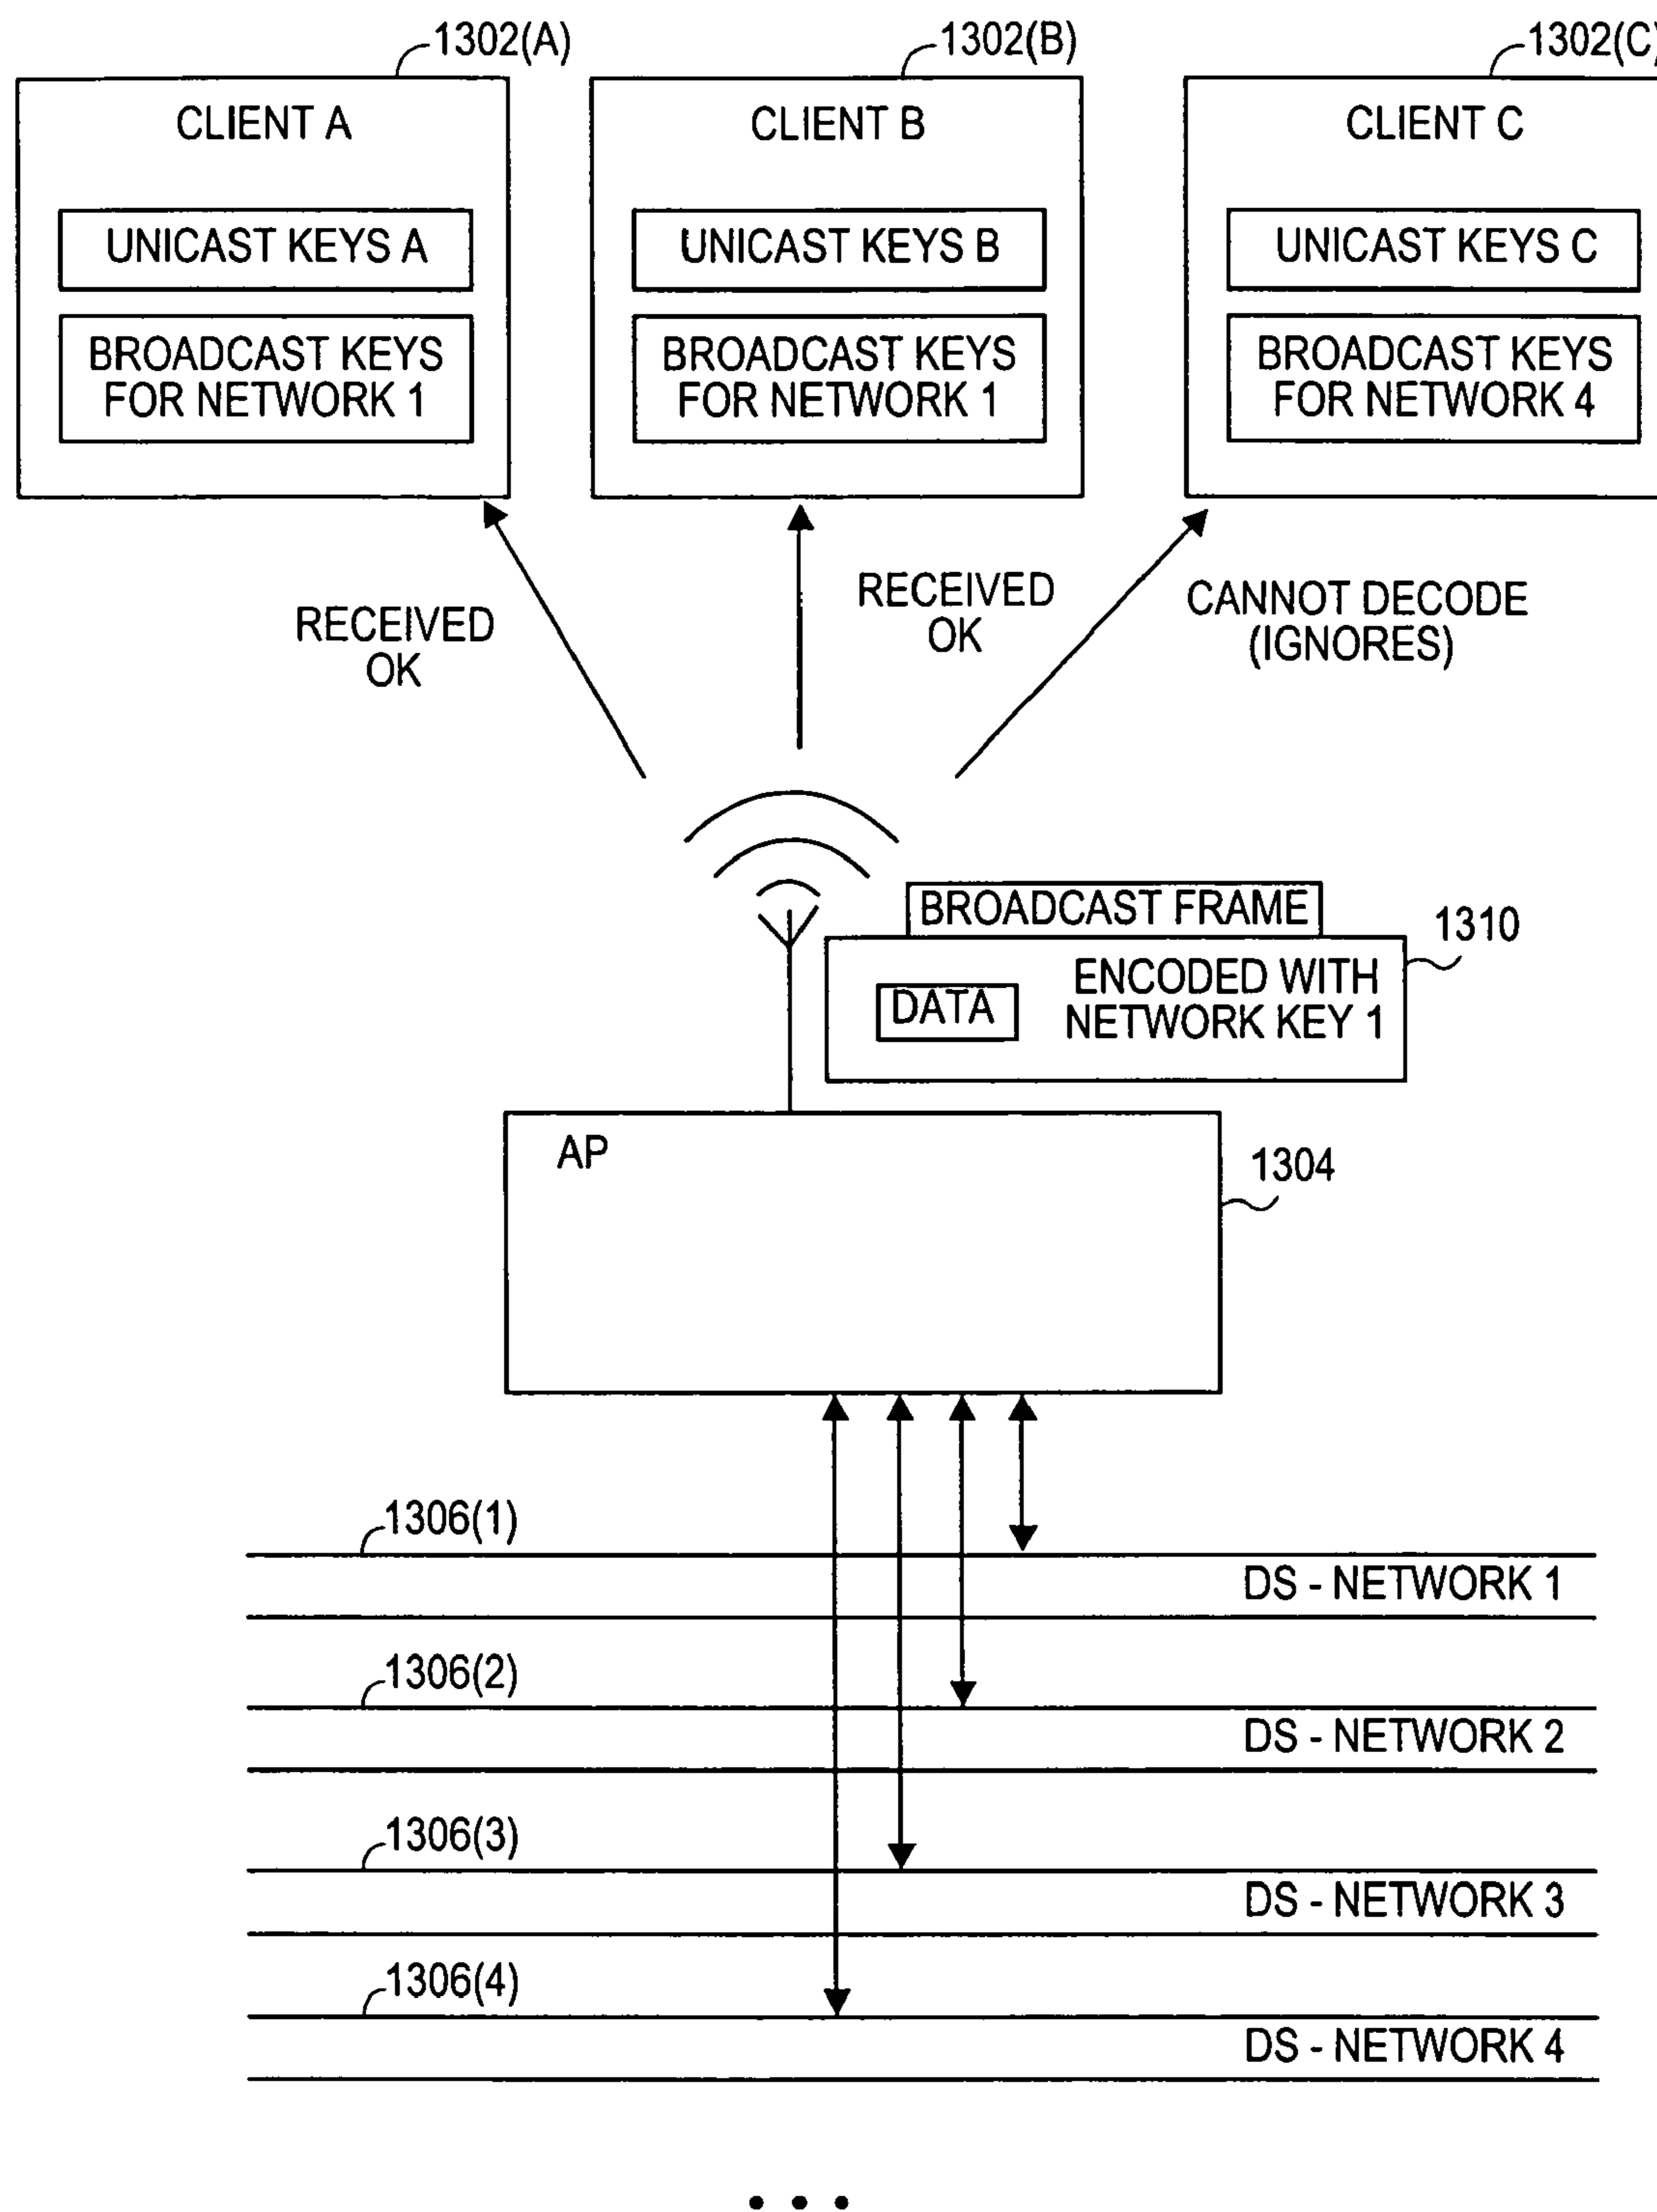 1302(A)
1302(B)
1302(C)
CLIENT A
CLIENT B
CLIENT C
UNICAST KEYS A
UNICAST KEYS B
UNICAST KEYS C
BROADCAST KEYS
FOR NETWORK 1
BROADCAST KEYS
FOR NETWORK 1
BROADCAST KEYS
FOR NETWORK 4
RECEIVED
OK
RECEIVED
OK
CANNOT DECODE
(IGNORES)
BROADCAST FRAME
1310
DATA
ENCODED WITH
NETWORK KEY 1
AP
1304
1306(1)
DS - NETWORK 1
1306(2)
DS - NETWORK 2
1306(3)
DS - NETWORK 3
1306(4)
DS - NETWORK 4
• • •